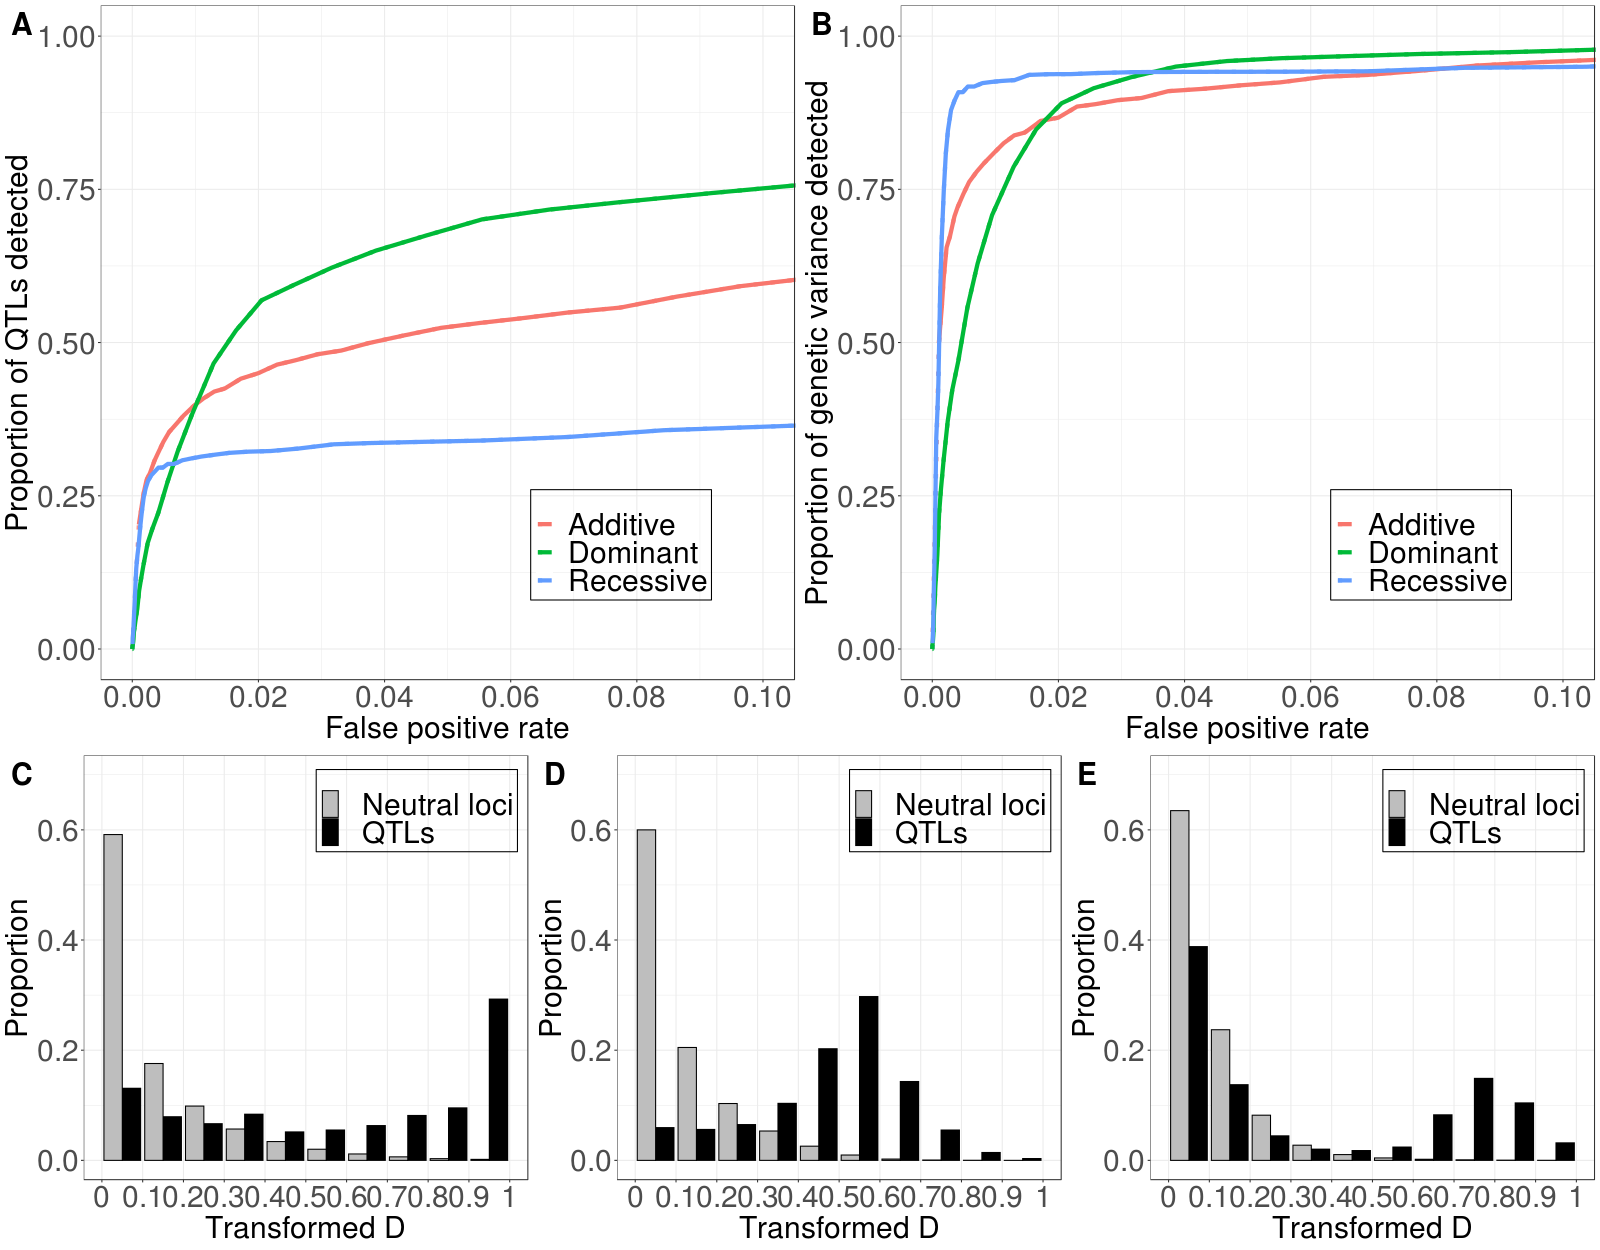 A
B
1.00
0.75
0.50
0.25
0.00
Proportion of QTLs detected
Additive
Dominant
Recessive
0.00 0.02 0.04 0.06 0.08 0.10
False positive rate
1.00
0.75
0.50
0.25
0.00
Proportion of genetic variance detected
Additive
Dominant
Recessive
0.00 0.02 0.04 0.06 0.08 0.10
False positive rate
C
Neutral loci
QTLs
0.6
0.4
0.2
0.0
Proportion
0 0.10.20.30.40.50.60.70.80.9 1
Transformed D
D
Neutral loci
QTLs
0.6
0.4
0.2
0.0
Proportion
0 0.10.20.30.40.50.60.70.80.9 1
Transformed D
E
Neutral loci
QTLs
0.6
0.4
0.2
0.0
Proportion
0 0.10.20.30.40.50.60.70.80.9 1
Transformed D